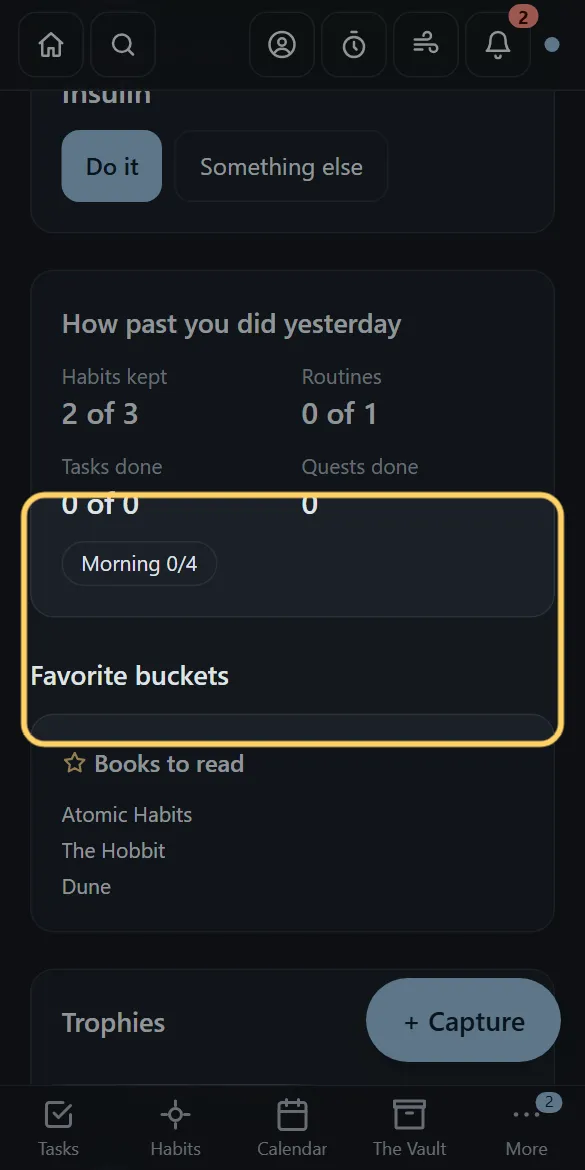 2
Insulin
Do it
Something else
How past you did yesterday
Habits kept
Routines
2 of 3
0 of 1
Tasks done
Quests done
0 of 0
0
Morning 0/4
Favorite buckets
Books to read
Atomic Habits
The Hobbit
Dune
Trophies
+ Capture
2
Tasks
Habits
Calendar
The Vault
More